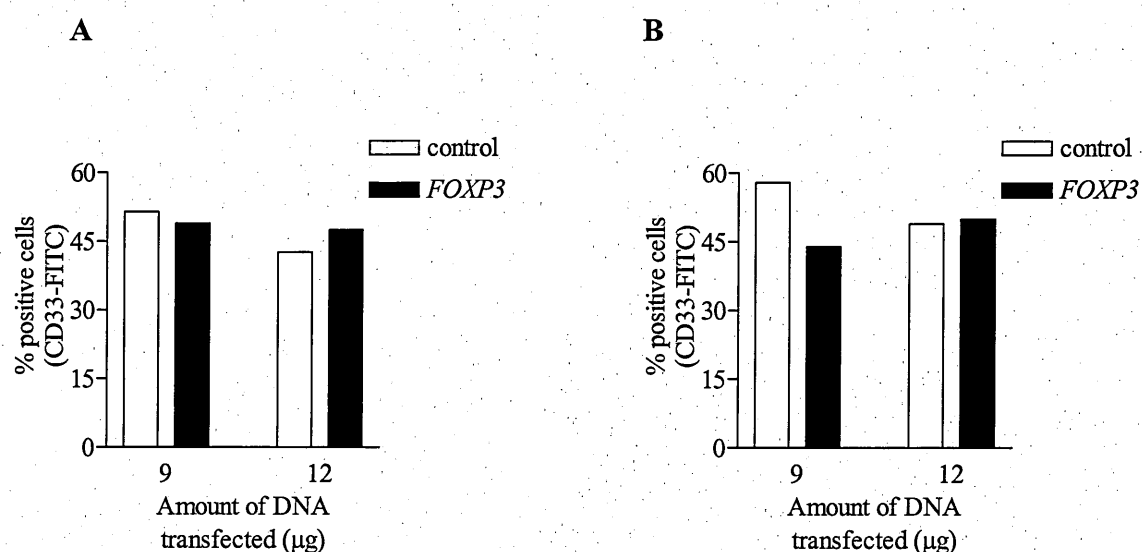 A
control
FOXP3
60
45
30
15
0
% positive cells
(CD33-FITC)
9
12
Amount of DNA
transfected (µg)
B
control
FOXP3
60
45
30
15
0
% positive cells
(CD33-FITC)
9
12
Amount of DNA
transfected (µg)